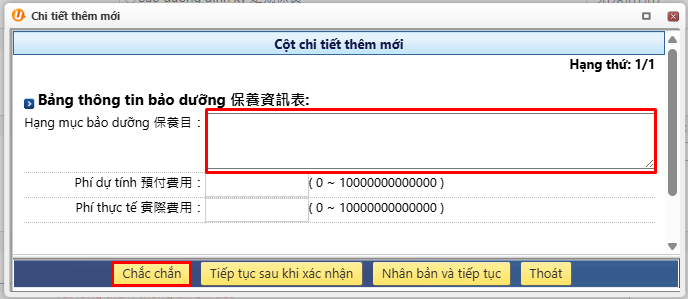 Chi tiết thêm mới
Cột chi tiết thêm mới
Hạng thứ: 1/1
Bảng thông tin bảo dưỡng 保養資訊表:
Hạng mục bảo dưỡng 保養目 :
Phí dự tính 預付費用 : ( 0 ~ 10000000000000 )
Phí thực tế 實際費用 : ( 0 ~ 10000000000000 )
Chắc chắn Tiếp tục sau khi xác nhận Nhân bản và tiếp tục Thoát